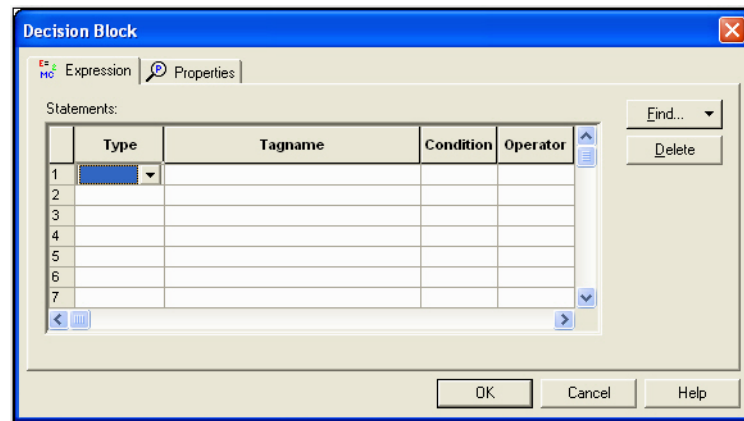 Decision Block
E=
MC² Expression
P Properties
Statements:
Find...
Type Tagname Condition Operator
Delete
1
2
3
4
5
6
7
OK Cancel Help